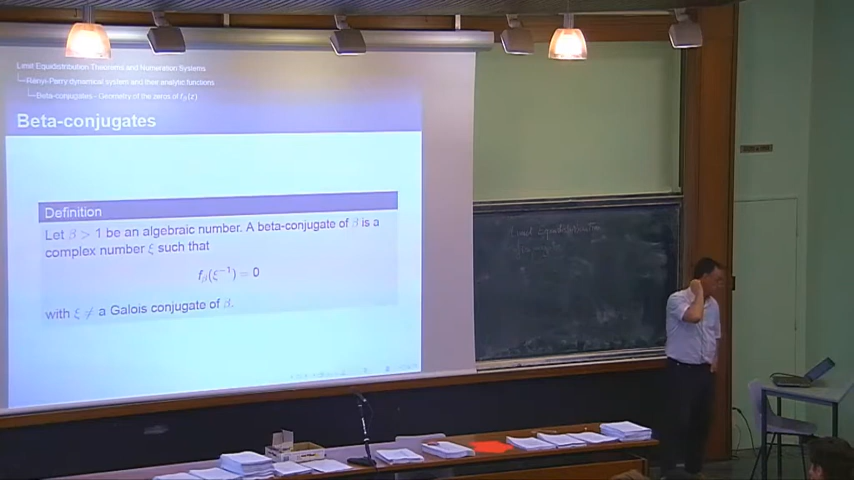 Limit Equidistribution Theorems and Numeration Systems
Rényi-Parry dynamical system and their analytic functions
Beta-conjugates - Geometry of the zeros of fβ(z)
Beta-conjugates
Definition
Let β > 1 be an algebraic number. A beta-conjugate of β is a
complex number ξ such that
fβ(ξ⁻¹) = 0
with ξ ≠ a Galois conjugate of β.
Limit Equidistribution